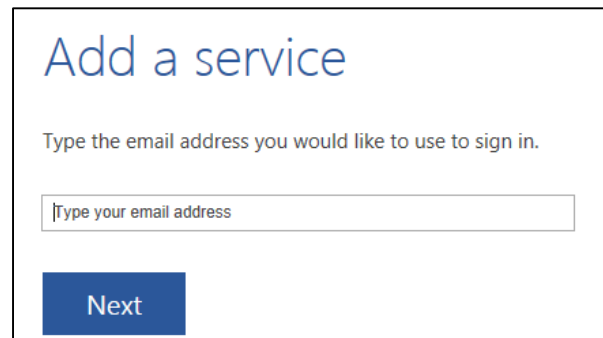 Add a service
Type the email address you would like to use to sign in.
Type your email address
Next